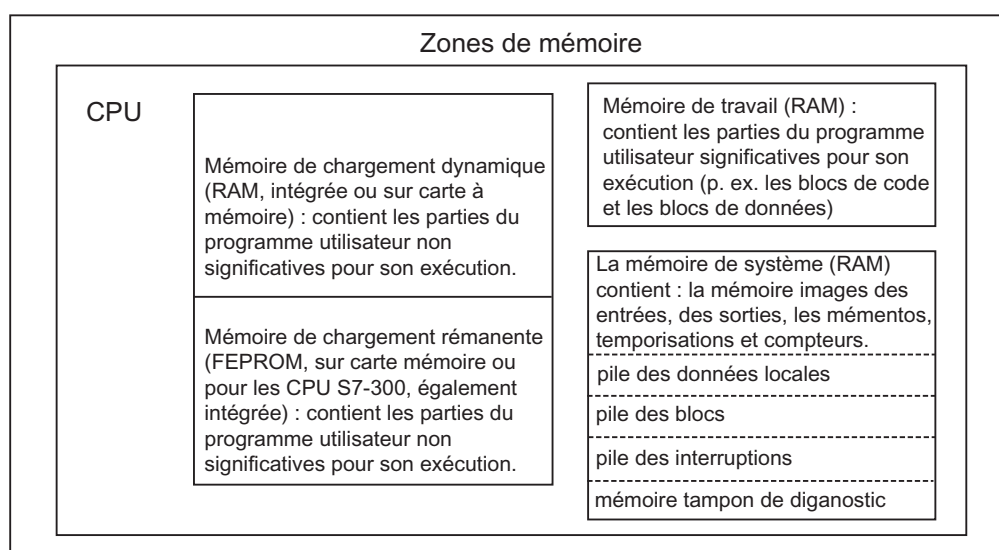 Zones de mémoire
CPU
Mémoire de chargement dynamique
(RAM, intégrée ou sur carte à
mémoire) : contient les parties du
programme utilisateur non
significatives pour son exécution.
Mémoire de chargement rémanente
(FEPROM, sur carte mémoire ou
pour les CPU S7-300, également
intégrée) : contient les parties du
programme utilisateur non
significatives pour son exécution.
Mémoire de travail (RAM) :
contient les parties du programme
utilisateur significatives pour son
exécution (p. ex. les blocs de code
et les blocs de données)
La mémoire de système (RAM)
contient : la mémoire images des
entrées, des sorties, les mémentos,
temporisations et compteurs.
pile des données locales
pile des blocs
pile des interruptions
mémoire tampon de diganostic